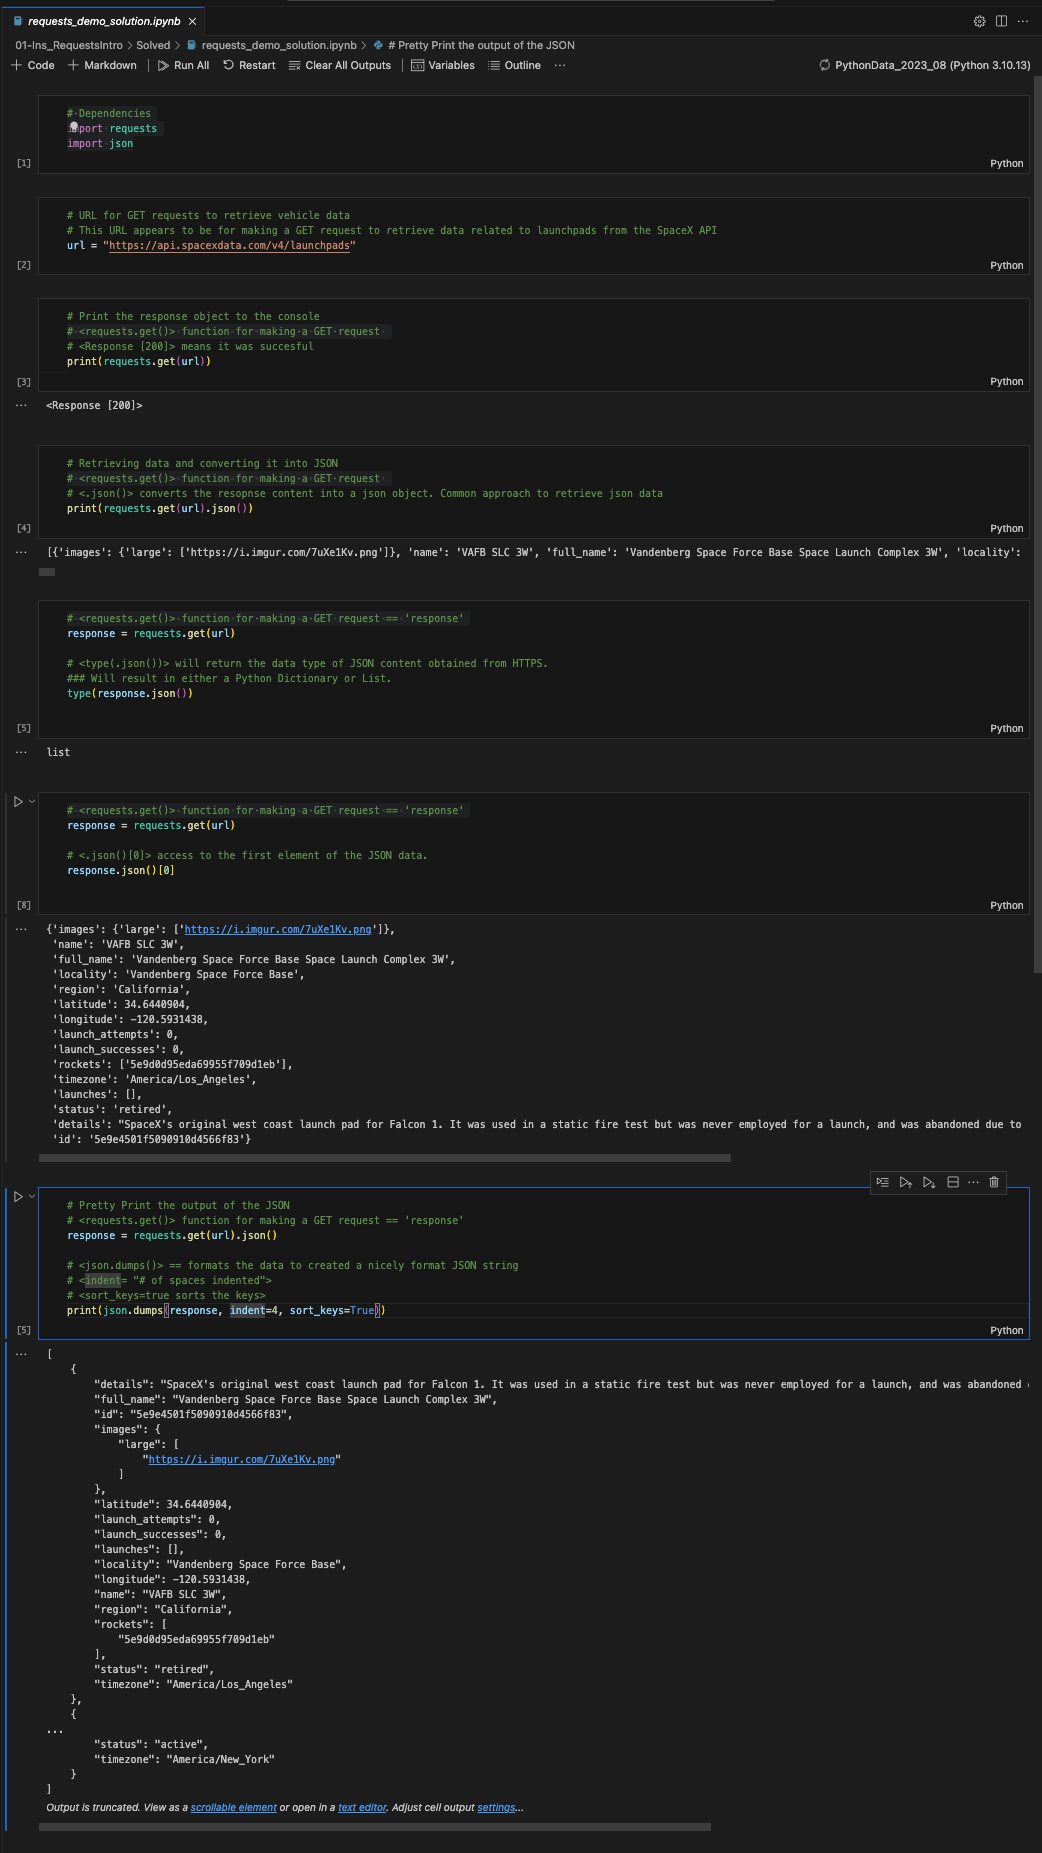 requests_demo_solution.ipynb
01-Ins_RequestsIntro > Solved > requests_demo_solution.ipynb > # Pretty Print the output of the JSON
+ Code + Markdown | Run All Restart Clear All Outputs | Variables Outline ...
PythonData_2023_08 (Python 3.10.13)
# Dependencies
import requests
import json
[1]
Python
# URL for GET requests to retrieve vehicle data
# This URL appears to be for making a GET request to retrieve data related to launchpads from the SpaceX API
url = "https://api.spacexdata.com/v4/launchpads"
[2]
Python
# Print the response object to the console
# <requests.get()> function for making a GET request
# <Response [200]> means it was succesful
print(requests.get(url))
[3]
Python
... <Response [200]>
# Retrieving data and converting it into JSON
# <requests.get()> function for making a GET request
# <.json()> converts the resopnse content into a json object. Common approach to retrieve json data
print(requests.get(url).json())
[4]
Python
... [{'images': {'large': ['https://i.imgur.com/7uXe1Kv.png']}, 'name': 'VAFB SLC 3W', 'full_name': 'Vandenberg Space Force Base Space Launch Complex 3W', 'locality':
# <requests.get()> function for making a GET request == 'response'
response = requests.get(url)
# <type(.json())> will return the data type of JSON content obtained from HTTPS.
### Will result in either a Python Dictionary or List.
type(response.json())
[5]
Python
... list
# <requests.get()> function for making a GET request == 'response'
response = requests.get(url)
# <.json()[0]> access to the first element of the JSON data.
response.json()[0]
[8]
Python
... {'images': {'large': ['https://i.imgur.com/7uXe1Kv.png']},
'name': 'VAFB SLC 3W',
'full_name': 'Vandenberg Space Force Base Space Launch Complex 3W',
'locality': 'Vandenberg Space Force Base',
'region': 'California',
'latitude': 34.6440904,
'longitude': -120.5931438,
'launch_attempts': 0,
'launch_successes': 0,
'rockets': ['5e9d0d95eda69955f709d1eb'],
'timezone': 'America/Los_Angeles',
'launches': [],
'status': 'retired',
'details': "SpaceX's original west coast launch pad for Falcon 1. It was used in a static fire test but was never employed for a launch, and was abandoned due to
'id': '5e9e4501f5090910d4566f83'}
# Pretty Print the output of the JSON
# <requests.get()> function for making a GET request == 'response'
response = requests.get(url).json()
# <json.dumps()> == formats the data to created a nicely format JSON string
# <indent= "# of spaces indented">
# <sort_keys=true sorts the keys>
print(json.dumps(response, indent=4, sort_keys=True))
[5]
Python
... [
{
"details": "SpaceX's original west coast launch pad for Falcon 1. It was used in a static fire test but was never employed for a launch, and was abandoned
"full_name": "Vandenberg Space Force Base Space Launch Complex 3W",
"id": "5e9e4501f5090910d4566f83",
"images": {
"large": [
"https://i.imgur.com/7uXe1Kv.png"
]
},
"latitude": 34.6440904,
"launch_attempts": 0,
"launch_successes": 0,
"launches": [],
"locality": "Vandenberg Space Force Base",
"longitude": -120.5931438,
"name": "VAFB SLC 3W",
"region": "California",
"rockets": [
"5e9d0d95eda69955f709d1eb"
],
"status": "retired",
"timezone": "America/Los_Angeles"
},
{
...
"status": "active",
"timezone": "America/New_York"
}
]
Output is truncated. View as a scrollable element or open in a text editor. Adjust cell output settings...